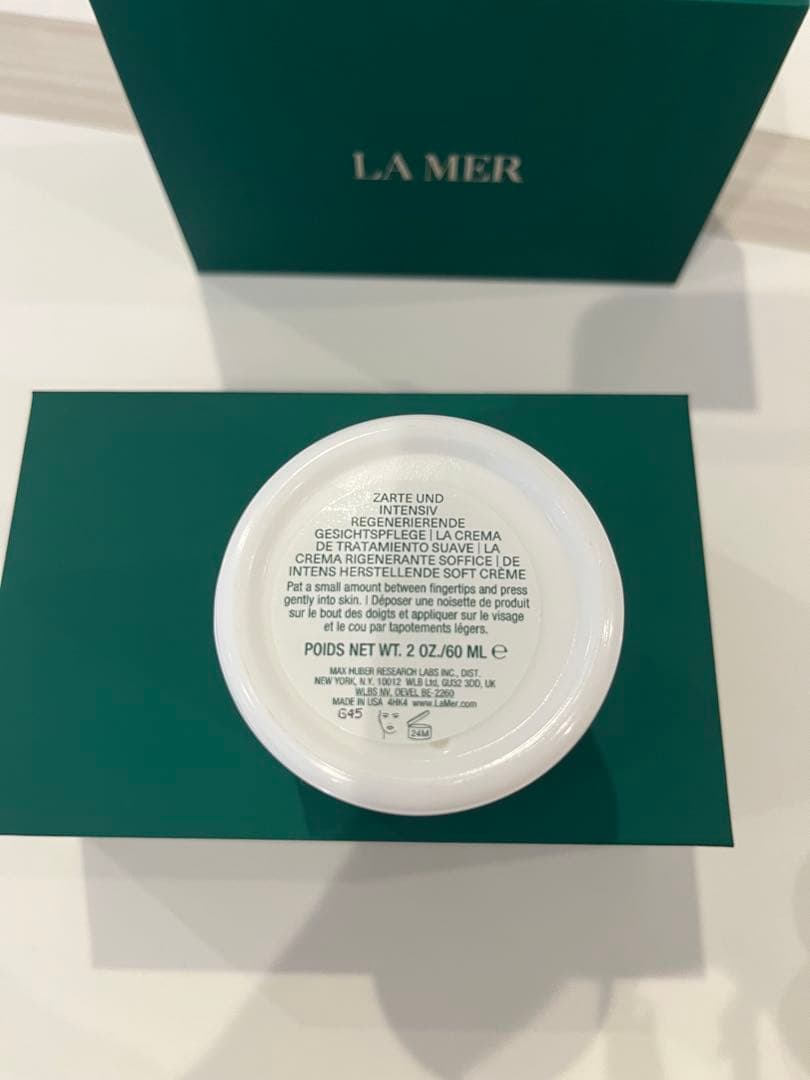 LA MER
ZARTE UND
INTENSIV
REGENERIERENDE
GESICHTSPFLEGE | LA CREMA
DE TRATAMIENTO SUAVE | LA
CREMA RIGENERANTE SOFFICE | DE
INTENS HERSTELLENDE SOFT CRÈME
Pat a small amount between fingertips and press
gently into skin. | Déposer une noisette de produit
sur le bout des doigts et appliquer sur le visage
et le cou par tapotements légers.
POIDS NET WT. 2 OZ./60 ML ℮
MAX HUBER RESEARCH LABS INC., DIST.
NEW YORK, N.Y. 10012 WLB Ltd, GU32 3DD, UK
WLBS NV, OEVEL BE-2260
MADE IN USA 4HK4 www.LaMer.com
G45
24M